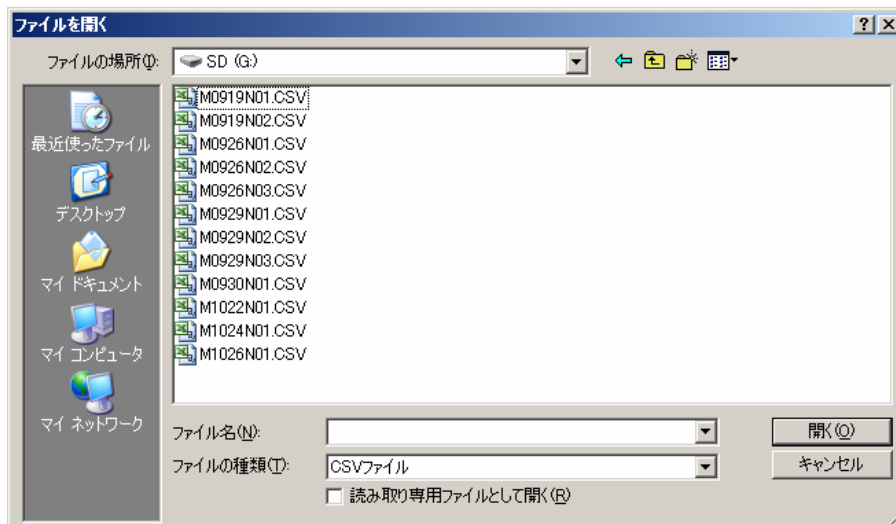 ファイルを開く
ファイルの場所(I):
SD (G:)
最近使ったファイル
デスクトップ
マイ ドキュメント
マイ コンピュータ
マイ ネットワーク
M0919N01.CSV
M0919N02.CSV
M0926N01.CSV
M0926N02.CSV
M0926N03.CSV
M0929N01.CSV
M0929N02.CSV
M0929N03.CSV
M0930N01.CSV
M1022N01.CSV
M1024N01.CSV
M1026N01.CSV
ファイル名(N):
開く(O)
ファイルの種類(T):
CSVファイル
キャンセル
読み取り専用ファイルとして開く(R)